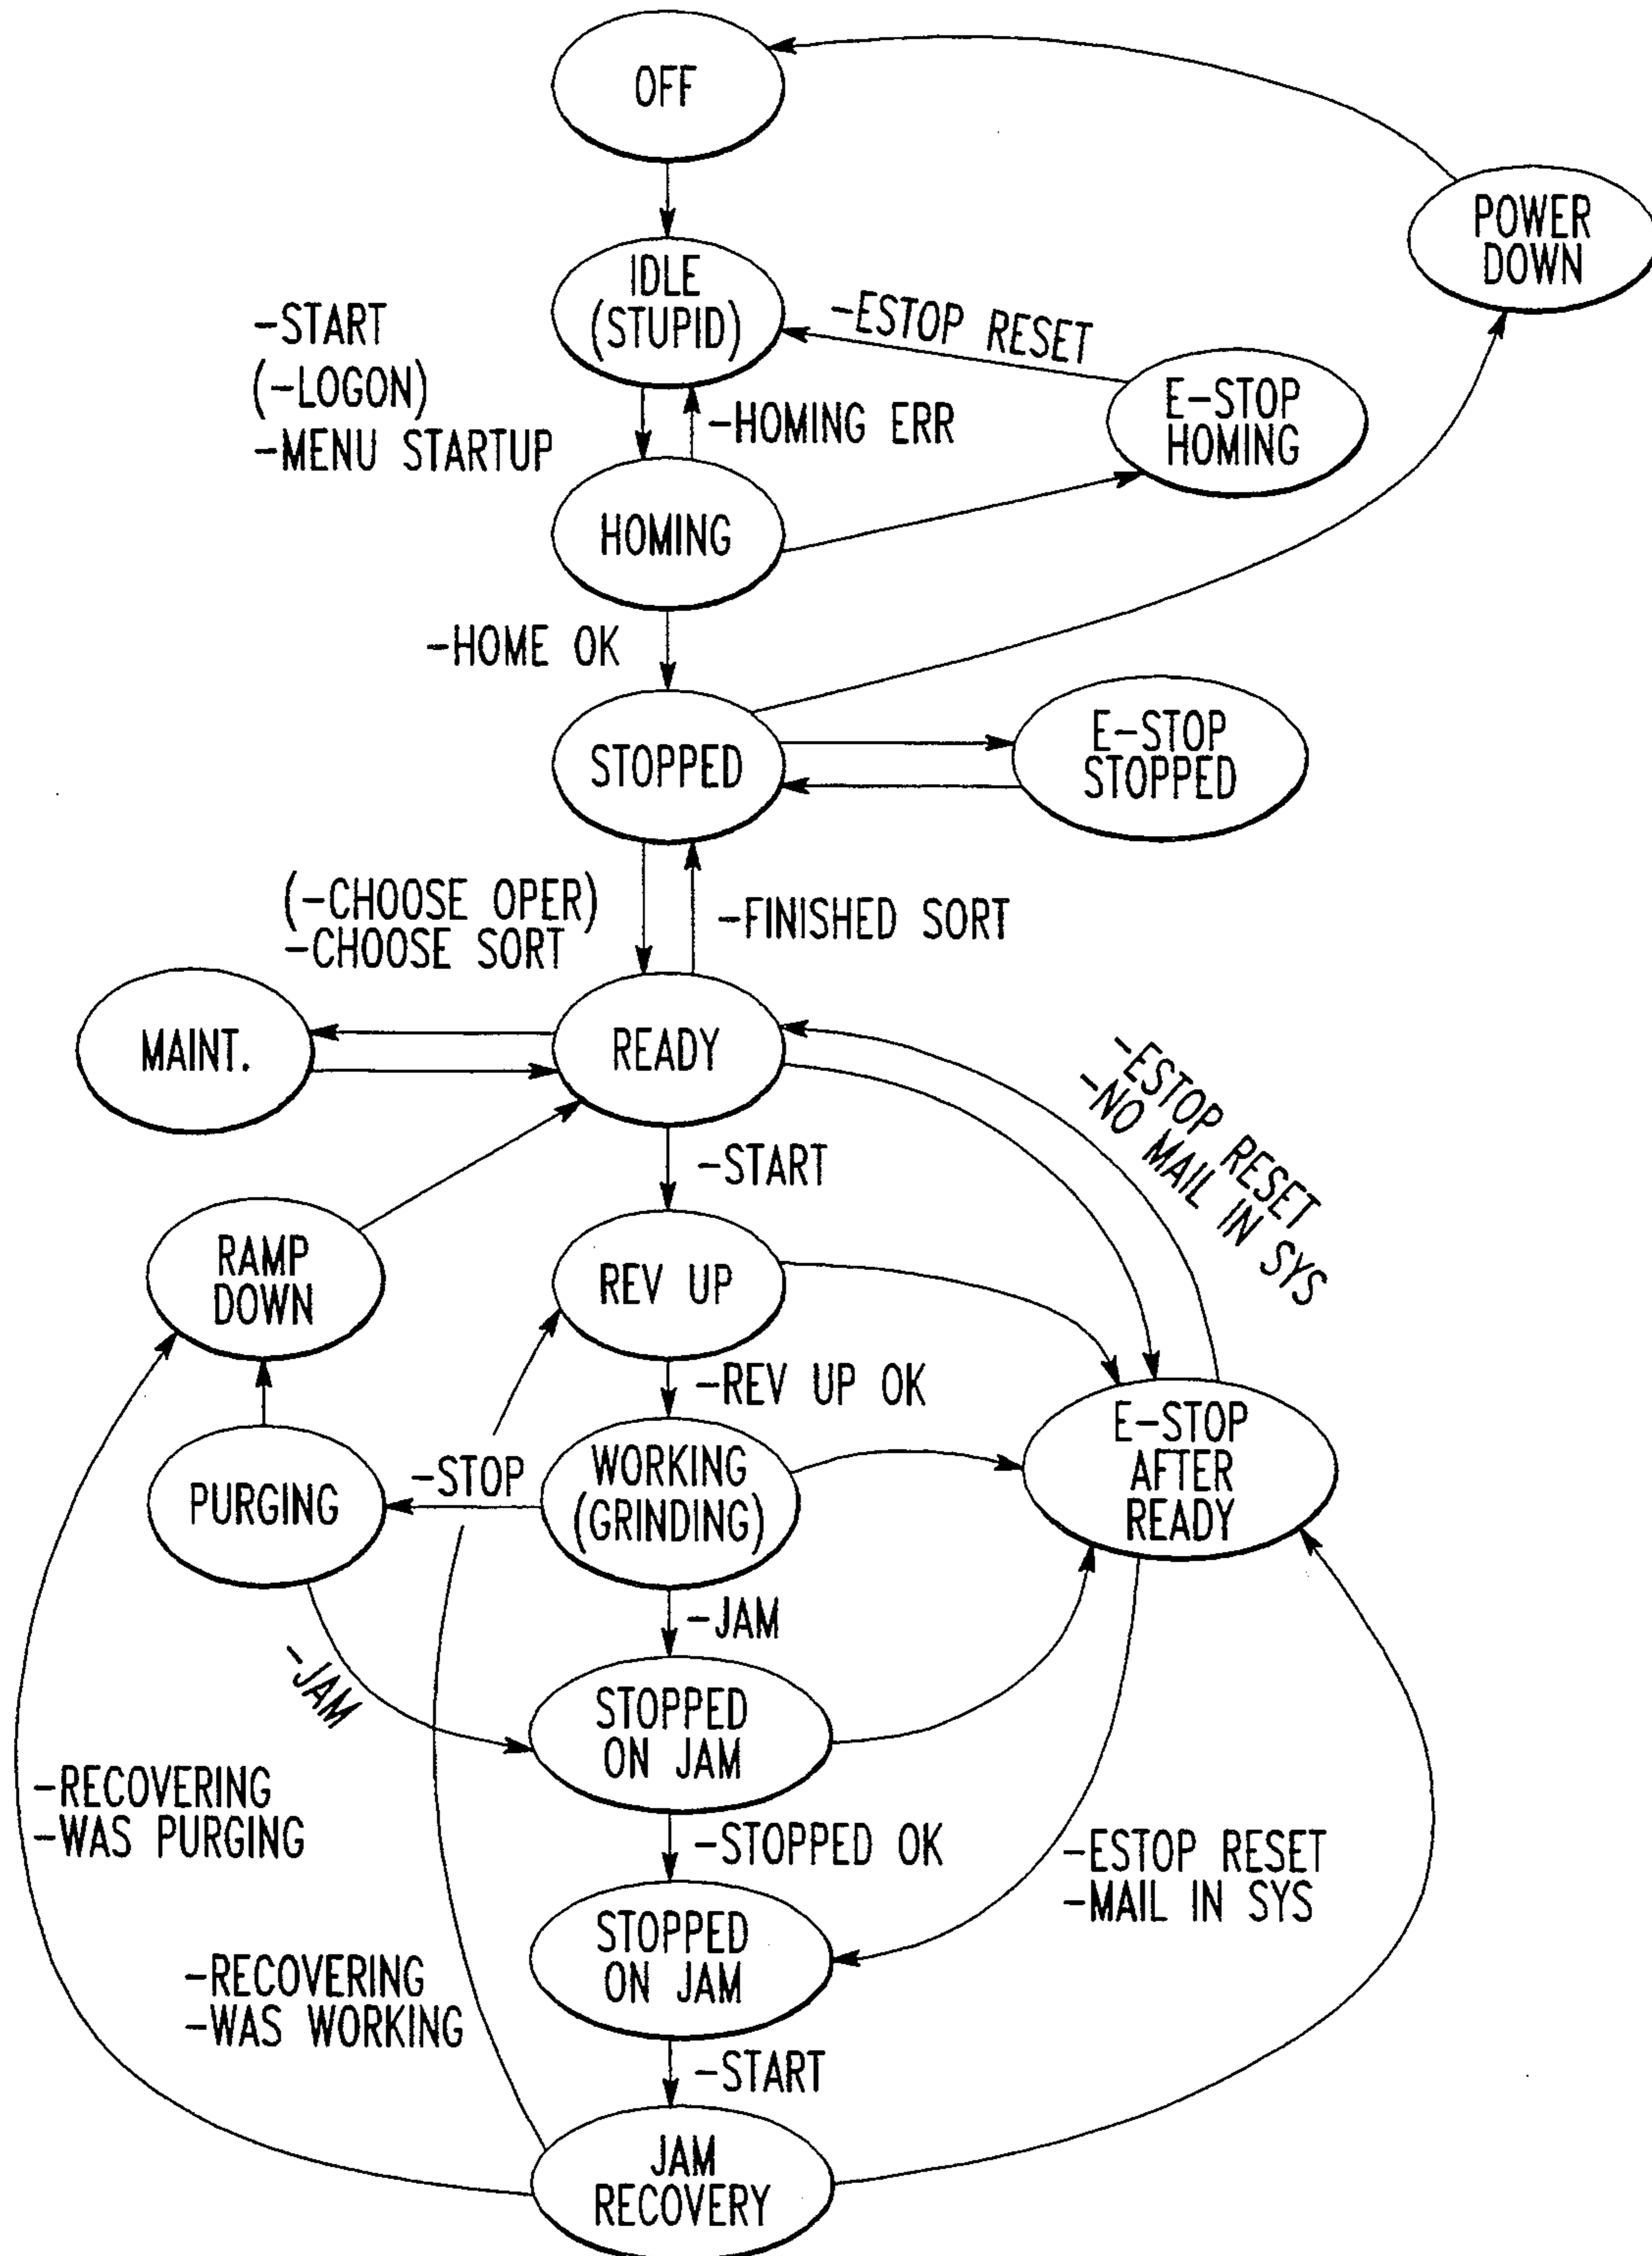 OFF
POWER
DOWN
IDLE
(STUPID)
-ESTOP RESET
-START
(-LOGON)
-MENU STARTUP
-HOMING ERR
E-STOP
HOMING
HOMING
-HOME OK
STOPPED
E-STOP
STOPPED
(-CHOOSE OPER)
-CHOOSE SORT
-FINISHED SORT
MAINT.
READY
-ESTOP RESET
-NO MAIL IN SYS
-START
RAMP
DOWN
REV UP
-REV UP OK
PURGING
-STOP
WORKING
(GRINDING)
E-STOP
AFTER
READY
-JAM
-JAM
STOPPED
ON JAM
-RECOVERING
-WAS PURGING
-STOPPED OK
-ESTOP RESET
-MAIL IN SYS
STOPPED
ON JAM
-RECOVERING
-WAS WORKING
-START
JAM
RECOVERY